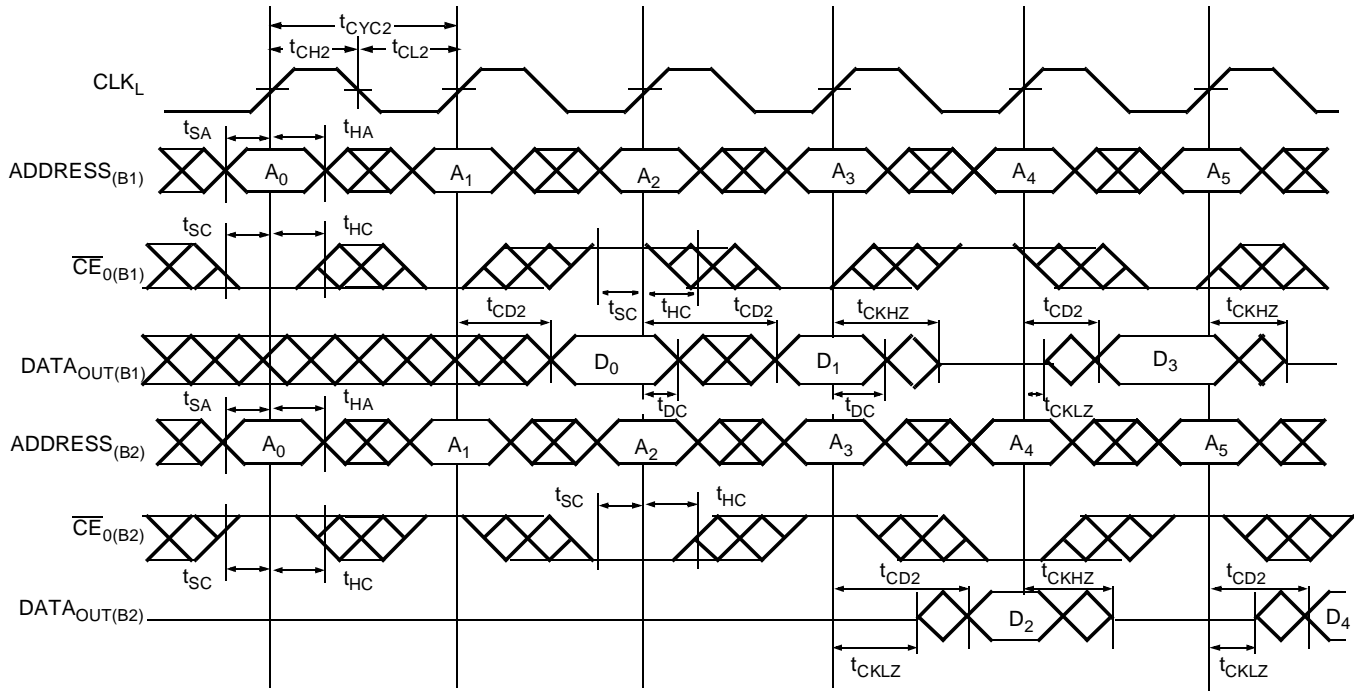 tCYC2
tCH2 tCL2
CLKL
tSA tHA
ADDRESS(B1) A0 A1 A2 A3 A4 A5
tSC tHC
CE0(B1)
tCD2 tSC tHC tCD2 tCKHZ tCD2 tCKHZ
DATAOUT(B1) D0 D1 D3
tSA tHA tDC tDC tCKLZ
ADDRESS(B2) A0 A1 A2 A3 A4 A5
tSC tHC
CE0(B2)
tSC tHC tCD2 tCKHZ tCD2
DATAOUT(B2) D2 D4
tCKLZ tCKLZ